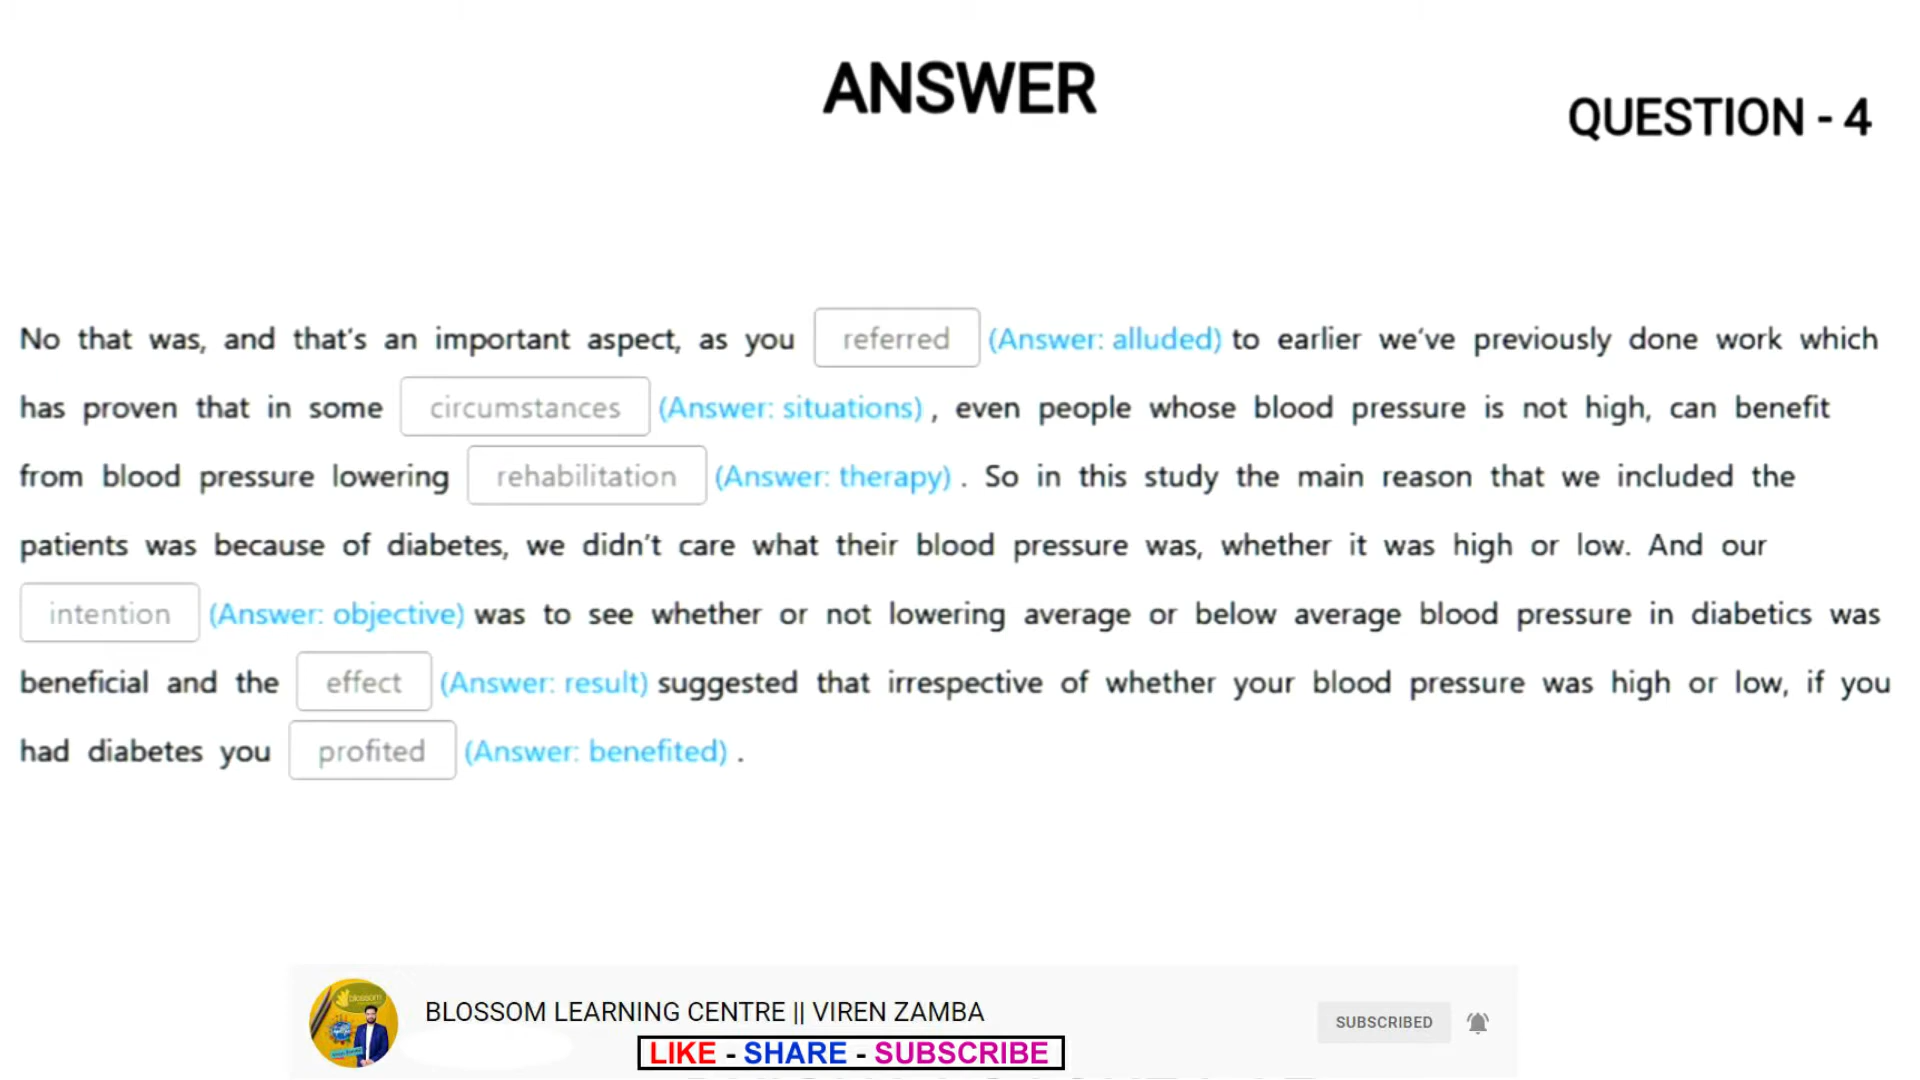 ANSWER
QUESTION - 4
No that was, and that's an important aspect, as you referred (Answer: alluded) to earlier we've previously done work which
has proven that in some circumstances (Answer: situations) , even people whose blood pressure is not high, can benefit
from blood pressure lowering rehabilitation (Answer: therapy) . So in this study the main reason that we included the
patients was because of diabetes, we didn't care what their blood pressure was, whether it was high or low. And our
intention (Answer: objective) was to see whether or not lowering average or below average blood pressure in diabetics was
beneficial and the effect (Answer: result) suggested that irrespective of whether your blood pressure was high or low, if you
had diabetes you profited (Answer: benefited) .
blossom
BLOSSOM LEARNING CENTRE || VIREN ZAMBA
SUBSCRIBED
LIKE - SHARE - SUBSCRIBE